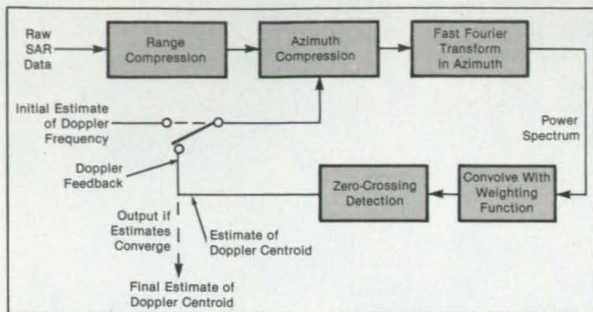 Raw
SAR
Data
Range
Compression
Azimuth
Compression
Fast Fourier
Transform
in Azimuth
Initial Estimate
of Doppler
Frequency
Power
Spectrum
Doppler
Feedback
Zero-Crossing
Detection
Convolve With
Weighting
Function
Output if
Estimates
Converge
Estimate of
Doppler Centroid
Final Estimate of
Doppler Centroid